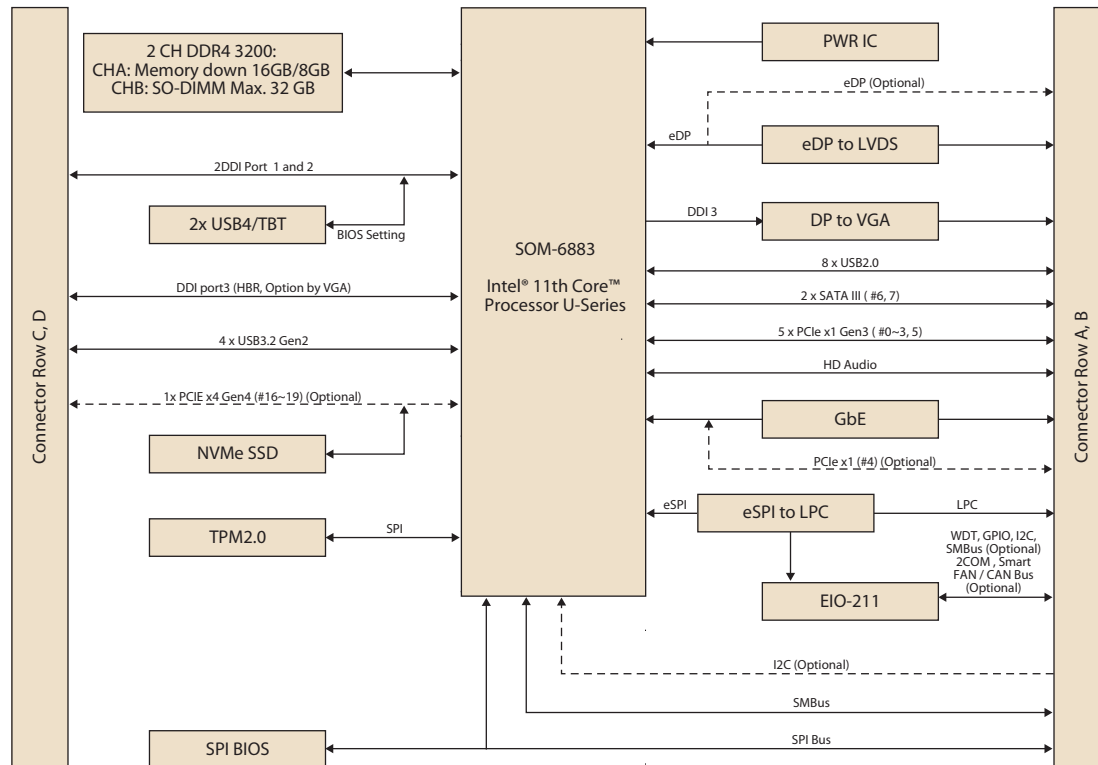 2 CH DDR4 3200:
CHA: Memory down 16GB/8GB
CHB: SO-DIMM Max. 32 GB
2DDI Port 1 and 2
2x USB4/TBT
BIOS Setting
DDI port3 (HBR, Option by VGA)
4 x USB3.2 Gen2
1x PCIE x4 Gen4 (#16~19) (Optional)
NVMe SSD
TPM2.0
SPI
SPI BIOS
Connector Row C, D
SOM-6883
Intel® 11th Core™
Processor U-Series
PWR IC
eDP (Optional)
eDP
eDP to LVDS
DDI 3
DP to VGA
8 x USB2.0
2 x SATA III ( #6, 7)
5 x PCIe x1 Gen3 ( #0~3, 5)
HD Audio
GbE
PCIe x1 (#4) (Optional)
eSPI
eSPI to LPC
LPC
WDT, GPIO, I2C,
SMBus (Optional)
2COM , Smart
FAN / CAN Bus
(Optional)
EIO-211
I2C (Optional)
SMBus
SPI Bus
Connector Row A, B